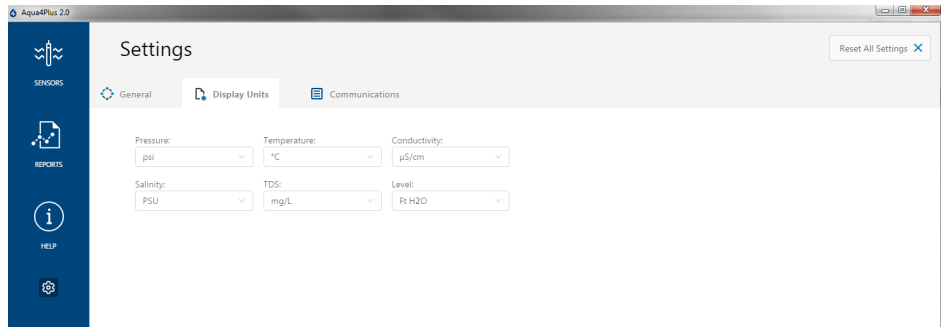 Aqua4Plus 2.0
Settings
Reset All Settings
SENSORS
General
Display Units
Communications
Pressure:
Temperature:
Conductivity:
psi
°C
µS/cm
REPORTS
Salinity:
TDS:
Level:
PSU
mg/L
Ft H2O
HELP